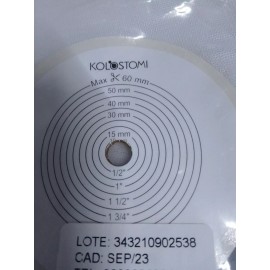 KOLOSTOMI
Max ✂ 60 mm
50 mm
40 mm
30 mm
15 mm
1/2"
1"
1 1/2"
1 3/4"
LOTE: 343210902538
CAD: SEP/23